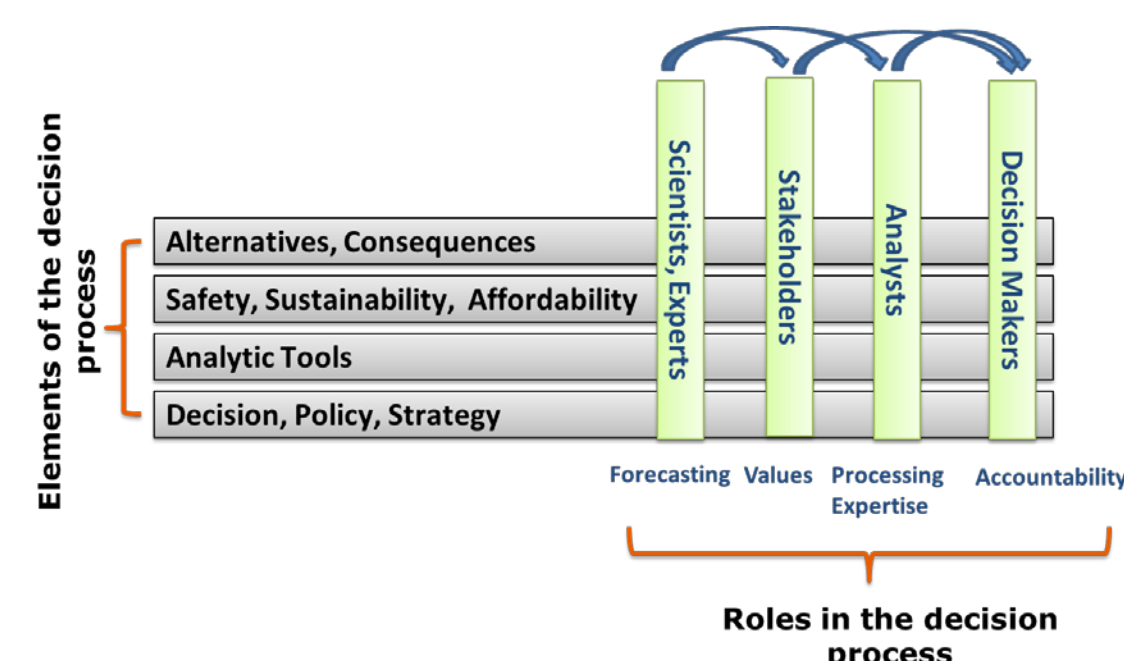 Elements of the decision
process
Alternatives, Consequences
Safety, Sustainability,  Affordability
Analytic Tools
Decision, Policy, Strategy
Scientists, Experts
Stakeholders
Analysts
Decision Makers
Forecasting
Values
Processing
Expertise
Accountability
Roles in the decision
process